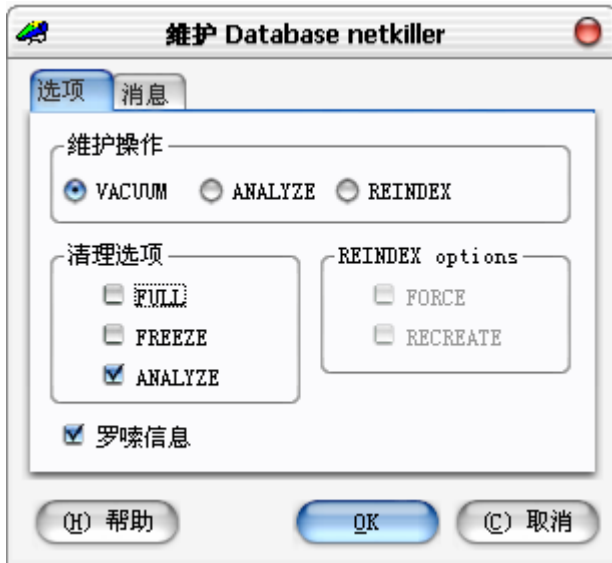 维护 Database netkiller
选项 消息
维护操作
VACUUM ANALYZE REINDEX
清理选项 REINDEX options
FULL FORCE
FREEZE RECREATE
ANALYZE
罗嗦信息
(H) 帮助 OK (C) 取消